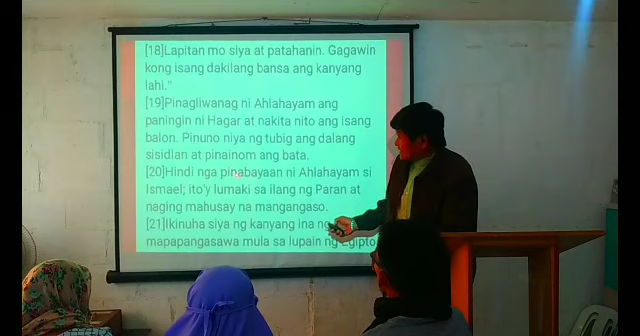 [18]Lapitan mo siya at patahanin. Gagawin
kong isang dakilang bansa ang kanyang
lahi."
[19]Pinagliwanag ni Ahlahayam ang
paningin ni Hagar at nakita nito ang isang
balon. Pinuno niya ng tubig ang dalang
sisidlan at pinainom ang bata.
[20]Hindi nga pinabayaan ni Ahlahayam si
Ismael; ito'y lumaki sa ilang ng Paran at
naging mahusay na mangangaso.
[21]Ikinuha siya ng kanyang ina ng
mapapangasawa mula sa lupain ng Egipto